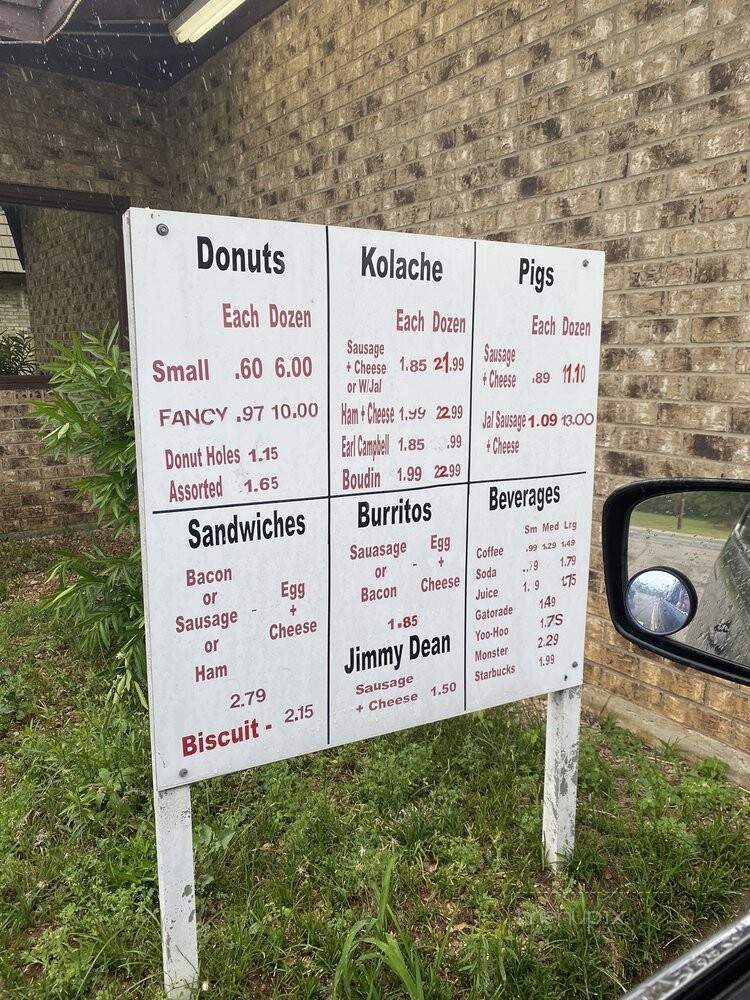 Donuts
Each Dozen
Small .60 6.00
FANCY .97 10.00
Donut Holes 1.15
Assorted 1.65
Kolache
Each Dozen
Sausage
+ Cheese 1.85 21.99
or W/Jal
Ham + Cheese 1.99 22.99
Earl Campbell 1.85 .99
Boudin 1.99 22.99
Pigs
Each Dozen
Sausage
+ Cheese .89 11.10
Jal Sausage 1.09 13.00
+ Cheese
Sandwiches
Bacon
or
Sausage - Egg
or + 
Ham Cheese
2.79
Biscuit - 2.15
Burritos
Sauasage Egg
or - +
Bacon Cheese
1.85
Jimmy Dean
Sausage
+ Cheese 1.50
Beverages
Sm Med Lrg
Coffee .99 1.29 1.49
Soda 1.79
Juice 1.75
Gatorade 1.49
Yoo-Hoo 1.75
Monster 2.29
Starbucks 1.99
menupix